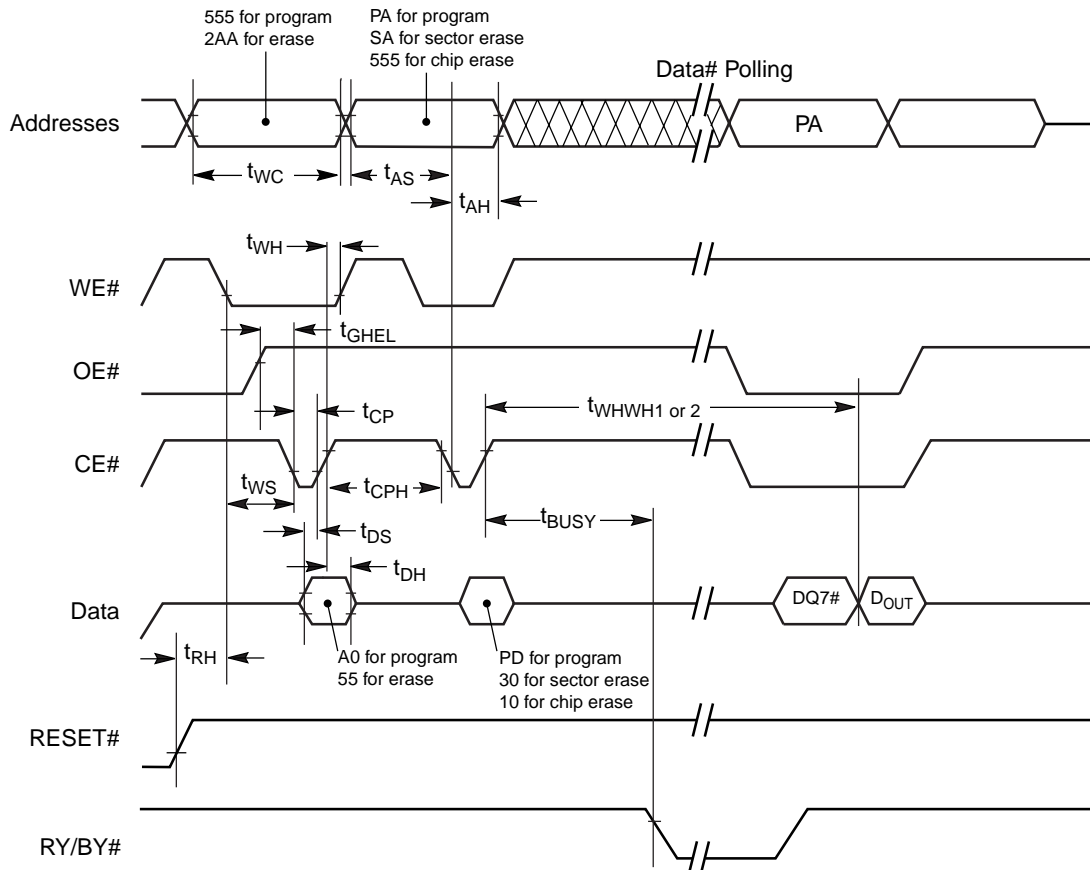 555 for program
2AA for erase
PA for program
SA for sector erase
555 for chip erase
Data# Polling
Addresses
PA
tWC
tAS
tAH
tWH
WE#
tGHEL
OE#
tCP
tWHWH1 or 2
CE#
tWS
tCPH
tBUSY
tDS
tDH
Data
DQ7#
DOUT
tRH
A0 for program
55 for erase
PD for program
30 for sector erase
10 for chip erase
RESET#
RY/BY#